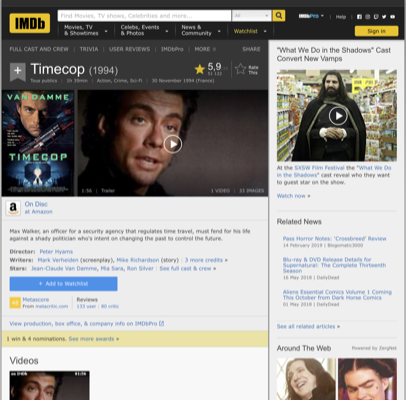 IMDb
Find Movies, TV shows, Celebrities and more...
All
IMDbPro
Help
Movies, TV & Showtimes
Celebs, Events & Photos
News & Community
Watchlist
Sign in
FULL CAST AND CREW | TRIVIA | USER REVIEWS | IMDbPro | MORE
SHARE
Timecop (1994)
5,9
Rate This
Tous publics | 1h 39min | Action, Crime, Sci-Fi | 30 November 1994 (France)
VAN DAMME
TIMECOP
1:56 | Trailer
1 VIDEO | 23 IMAGES
On Disc
at Amazon
Max Walker, an officer for a security agency that regulates time travel, must fend for his life
against a shady politician who's intent on changing the past to control the future.
Director: Peter Hyams
Writers: Mark Verheiden (screenplay), Mike Richardson (story) | 3 more credits »
Stars: Jean-Claude Van Damme, Mia Sara, Ron Silver | See full cast & crew »
+ Add to Watchlist
Metascore
From metacritic.com
Reviews
133 user | 60 critic
View production, box office, & company info on IMDbPro
1 win & 4 nominations. See more awards »
Videos
"What We Do in the Shadows" Cast
Convert New Vamps
At the SXSW Film Festival the "What We
Do in the Shadows" cast reveal who they want
to guest star on the show.
Watch now »
Related News
Pass Horror Notes: 'Crossbreed' Review
14 February 2019 | Blogomatic3000
Blu-ray & DVD Release Details for
Supernatural: The Complete Thirteenth
Season
16 May 2018 | DailyDead
Aliens Essential Comics Volume 1 Coming
This October from Dark Horse Comics
01 May 2018 | DailyDead
See all related articles »
Around The Web
Powered by ZergNet